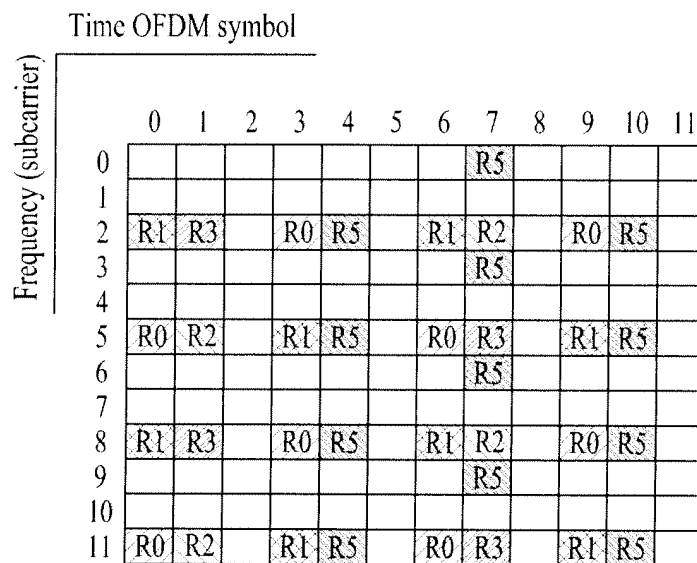 Time OFDM symbol
Frequency (subcarrier)
0 1 2 3 4 5 6 7 8 9 10 11
0 R5
1
2 R1 R3 R0 R5 R1 R2 R0 R5
3 R5
4
5 R0 R2 R1 R5 R0 R3 R1 R5
6 R5
7
8 R1 R3 R0 R5 R1 R2 R0 R5
9 R5
10
11 R0 R2 R1 R5 R0 R3 R1 R5